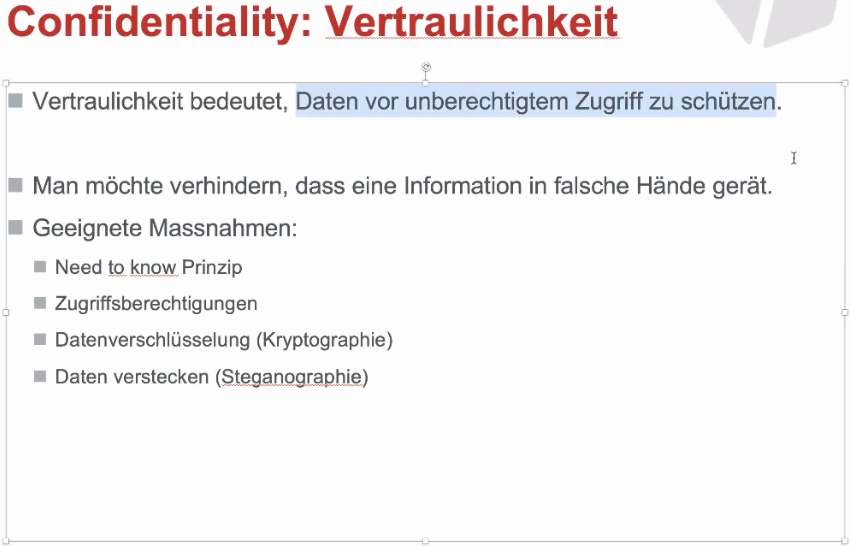 Confidentiality: Vertraulichkeit
Vertraulichkeit bedeutet, Daten vor unberechtigtem Zugriff zu schützen.
Man möchte verhindern, dass eine Information in falsche Hände gerät.
Geeignete Massnahmen:
Need to know Prinzip
Zugriffsberechtigungen
Datenverschlüsselung (Kryptographie)
Daten verstecken (Steganographie)